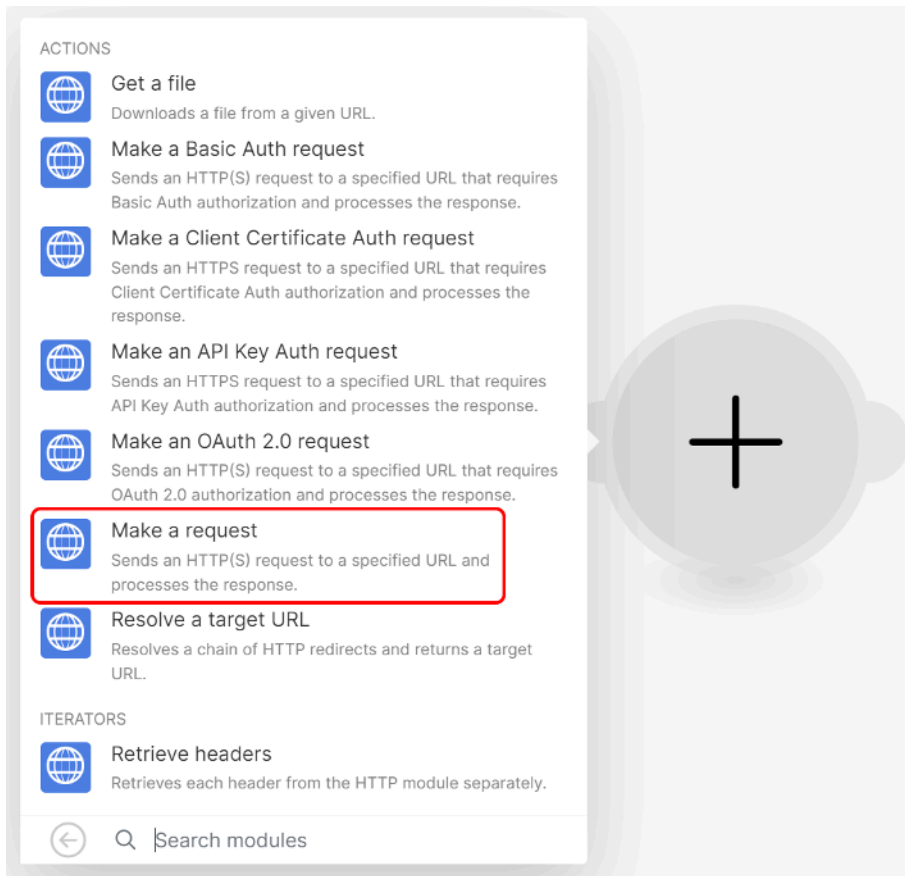 ACTIONS
Get a file
Downloads a file from a given URL.
Make a Basic Auth request
Sends an HTTP(S) request to a specified URL that requires
Basic Auth authorization and processes the response.
Make a Client Certificate Auth request
Sends an HTTPS request to a specified URL that requires
Client Certificate Auth authorization and processes the
response.
Make an API Key Auth request
Sends an HTTPS request to a specified URL that requires
API Key Auth authorization and processes the response.
Make an OAuth 2.0 request
Sends an HTTP(S) request to a specified URL that requires
OAuth 2.0 authorization and processes the response.
Make a request
Sends an HTTP(S) request to a specified URL and
processes the response.
Resolve a target URL
Resolves a chain of HTTP redirects and returns a target
URL.
ITERATORS
Retrieve headers
Retrieves each header from the HTTP module separately.
Search modules